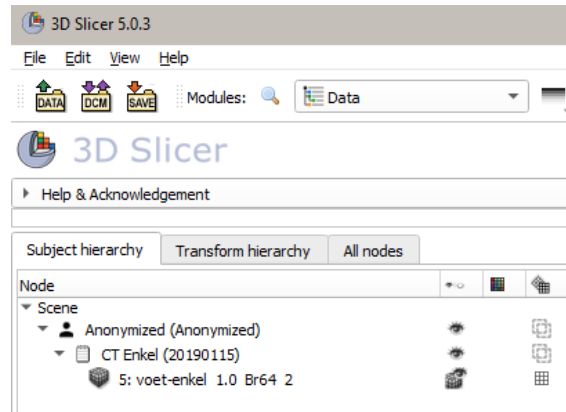 3D Slicer 5.0.3
File Edit View Help
DATA DCM SAVE Modules: Data
3D Slicer
Help & Acknowledgement
Subject hierarchy Transform hierarchy All nodes
Node
Scene
Anonymized (Anonymized)
CT Enkel (20190115)
5: voet-enkel 1.0 Br64 2